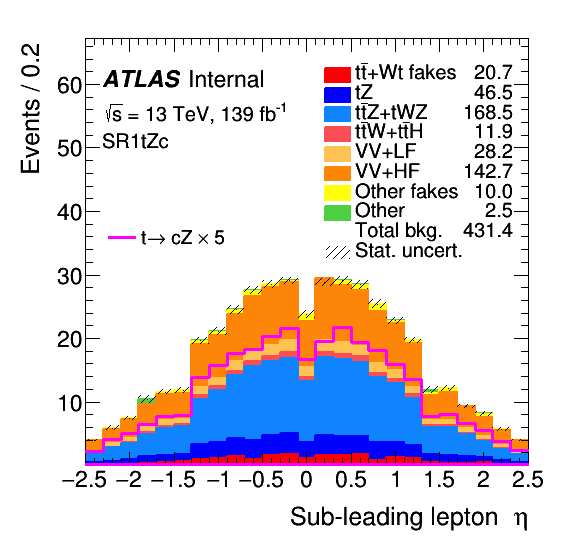 Events / 0.2
ATLAS Internal
√s = 13 TeV, 139 fb⁻¹
SR1tZc
t→ cZ × 5
tt̄+Wt fakes 20.7
tZ 46.5
tt̄Z+tWZ 168.5
tt̄W+tt̄H 11.9
VV+LF 28.2
VV+HF 142.7
Other fakes 10.0
Other 2.5
Total bkg. 431.4
Stat. uncert.
60
50
40
30
20
10
−2.5 −2 −1.5 −1 −0.5 0 0.5 1 1.5 2 2.5
Sub-leading lepton η